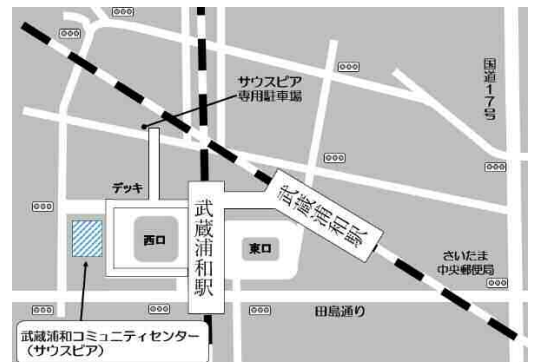 サウスピア
専用駐車場
国道17号
デッキ
武蔵浦和駅
武蔵浦和駅
西口
東口
さいたま
中央郵便局
田島通り
武蔵浦和コミュニティセンター
(サウスピア)